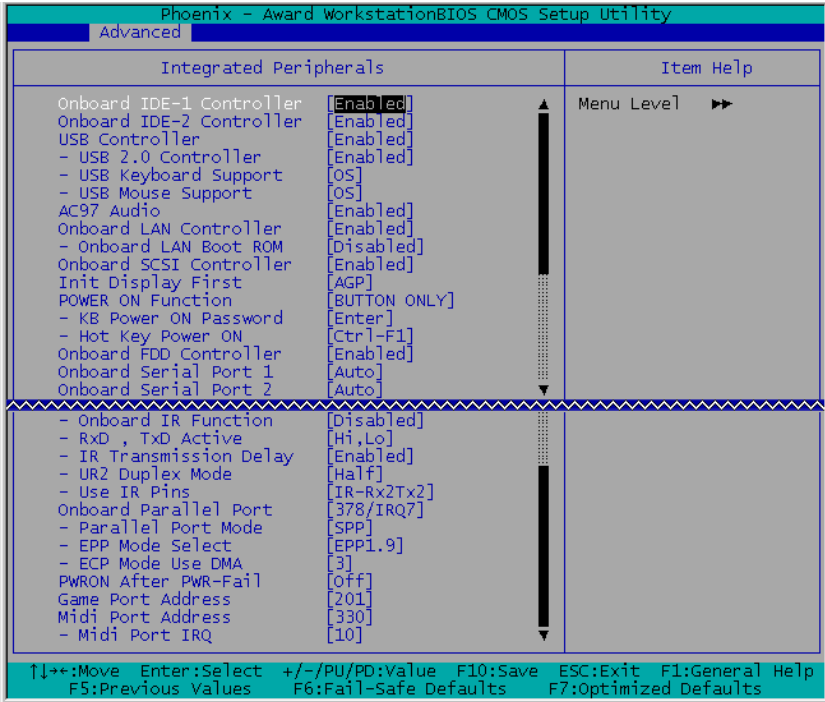 Phoenix - Award WorkstationBIOS CMOS Setup Utility
Advanced
Integrated Peripherals
Item Help
Onboard IDE-1 Controller [Enabled]
Menu Level ▶▶
Onboard IDE-2 Controller [Enabled]
USB Controller [Enabled]
- USB 2.0 Controller [Enabled]
- USB Keyboard Support [OS]
- USB Mouse Support [OS]
AC97 Audio [Enabled]
Onboard LAN Controller [Enabled]
- Onboard LAN Boot ROM [Disabled]
Onboard SCSI Controller [Enabled]
Init Display First [AGP]
POWER ON Function [BUTTON ONLY]
- KB Power ON Password [Enter]
- Hot Key Power ON [Ctrl-F1]
Onboard FDD Controller [Enabled]
Onboard Serial Port 1 [Auto]
Onboard Serial Port 2 [Auto]
- Onboard IR Function [Disabled]
- RxD , TxD Active [Hi,Lo]
- IR Transmission Delay [Enabled]
- UR2 Duplex Mode [Half]
- Use IR Pins [IR-Rx2Tx2]
Onboard Parallel Port [378/IRQ7]
- Parallel Port Mode [SPP]
- EPP Mode Select [EPP1.9]
- ECP Mode Use DMA [3]
PWRON After PWR-Fail [Off]
Game Port Address [201]
Midi Port Address [330]
- Midi Port IRQ [10]
↑↓→←:Move Enter:Select +/-/PU/PD:Value F10:Save ESC:Exit F1:General Help
F5:Previous Values F6:Fail-Safe Defaults F7:Optimized Defaults